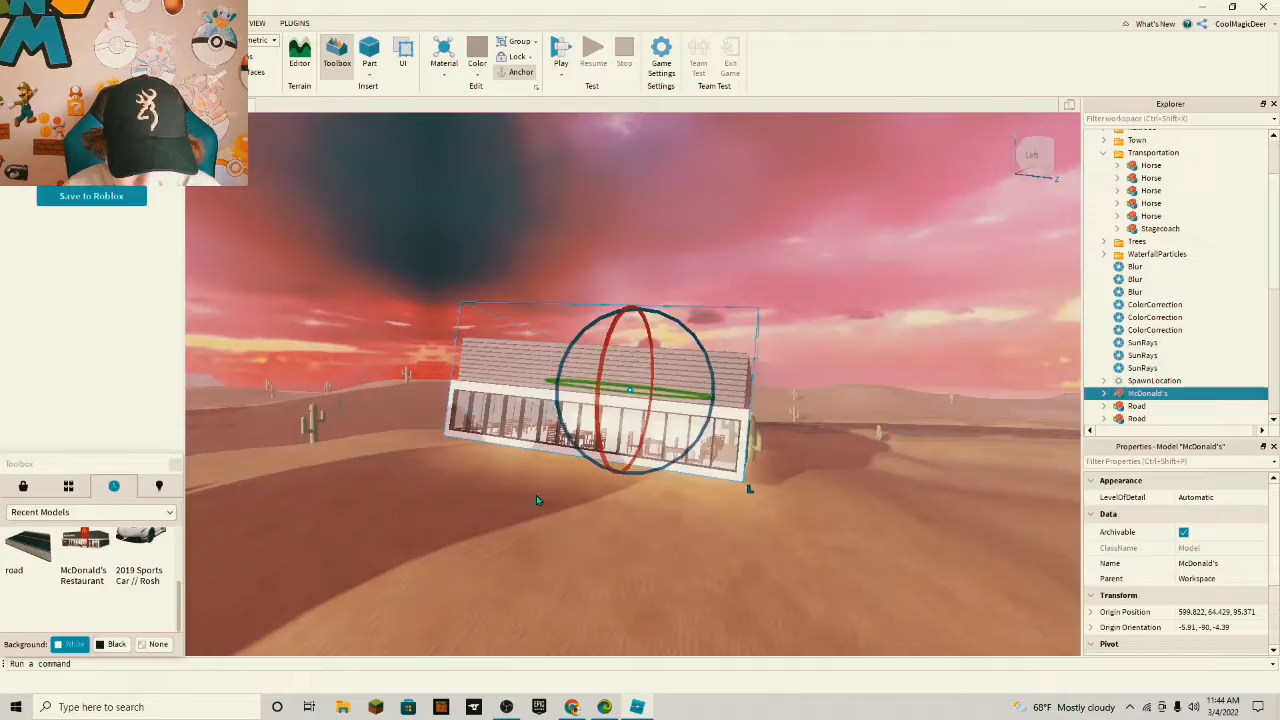 NM
VIEW PLUGINS
What's New
CoolMagicDeer
metric
Editor
Toolbox
Part
UI
Material
Color
Group
Lock
Anchor
Play
Resume
Stop
Game Settings
Team Test
Exit Game
Terrain
Insert
Edit
Test
Settings
Team Test
Explorer
Filter workspace (Ctrl+Shift+X)
Town
Transportation
Horse
Horse
Horse
Horse
Horse
Stagecoach
Trees
WaterfallParticles
Blur
Blur
Blur
ColorCorrection
ColorCorrection
ColorCorrection
SunRays
SunRays
SunRays
SpawnLocation
McDonald's
Road
Road
Left
Z
L
Save to Roblox
Properties - Model "McDonald's"
Filter Properties (Ctrl+Shift+P)
Appearance
LevelOfDetail Automatic
Data
Archivable
ClassName Model
Name McDonald's
Parent Workspace
Transform
Origin Position 599.822, 64.429, 95.371
Origin Orientation -5.91, -90, -4.39
Pivot
Toolbox
Recent Models
road
McDonald's Restaurant
2019 Sports Car // Rosh
Background: White Black None
Run a command
Type here to search
EPIC
68°F Mostly cloudy
11:44 AM
3/4/2022